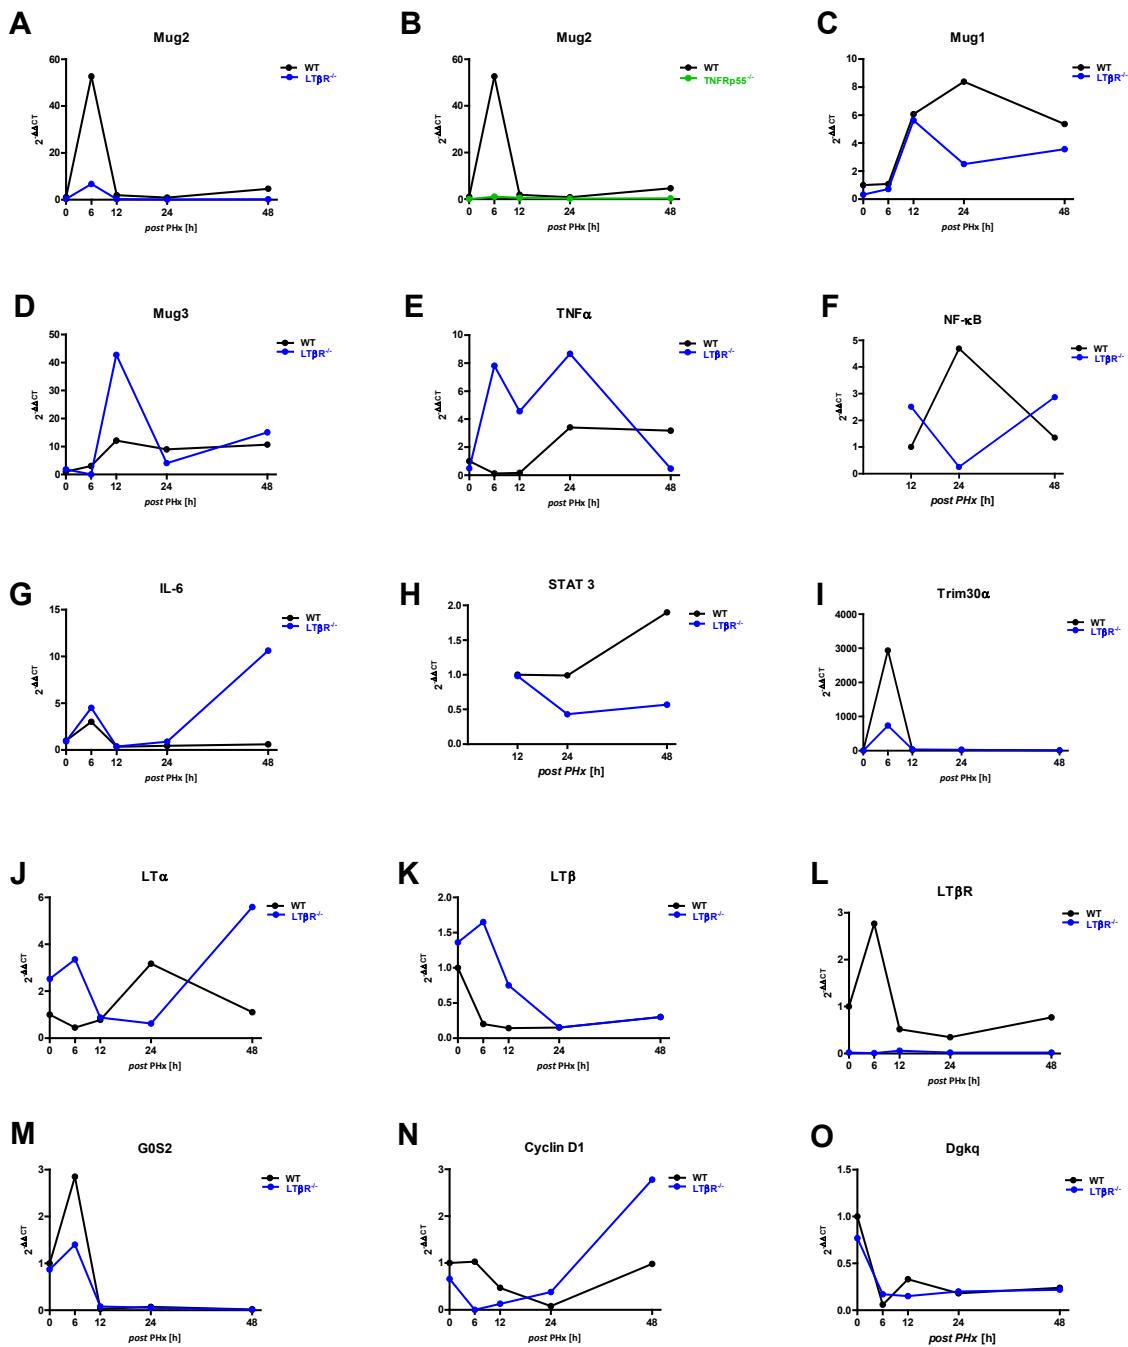 A
Mug2
WT
LTβR-/-
60
40
20
0
2-ΔΔCT
0 6 12 24 48
post PHx [h]
B
Mug2
WT
TNFRp55-/-
60
40
20
0
2-ΔΔCT
0 6 12 24 48
post PHx [h]
C
Mug1
WT
LTβR-/-
10
8
6
4
2
0
2-ΔΔCT
0 6 12 24 48
post PHx [h]
D
Mug3
WT
LTβR-/-
50
40
30
20
10
0
2-ΔΔCT
0 6 12 24 48
post PHx [h]
E
TNFα
WT
LTβR-/-
10
8
6
4
2
0
2-ΔΔCT
0 6 12 24 48
post PHx [h]
F
NF-κB
WT
LTβR-/-
5
4
3
2
1
0
2-ΔΔCT
12 24 48
post PHx [h]
G
IL-6
WT
LTβR-/-
15
10
5
0
2-ΔΔCT
0 6 12 24 48
post PHx [h]
H
STAT 3
WT
LTβR-/-
2.0
1.5
1.0
0.5
0.0
2-ΔΔCT
12 24 48
post PHx [h]
I
Trim30α
WT
LTβR-/-
4000
3000
2000
1000
0
2-ΔΔCT
0 6 12 24 48
post PHx [h]
J
LTα
WT
LTβR-/-
6
4
2
0
2-ΔΔCT
0 6 12 24 48
post PHx [h]
K
LTβ
WT
LTβR-/-
2.0
1.5
1.0
0.5
0.0
2-ΔΔCT
0 6 12 24 48
post PHx [h]
L
LTβR
WT
LTβR-/-
3
2
1
0
2-ΔΔCT
0 6 12 24 48
post PHx [h]
M
G0S2
WT
LTβR-/-
3
2
1
0
2-ΔΔCT
0 6 12 24 48
post PHx [h]
N
Cyclin D1
WT
LTβR-/-
3
2
1
0
2-ΔΔCT
0 6 12 24 48
post PHx [h]
O
Dgkq
WT
LTβR-/-
1.5
1.0
0.5
0.0
2-ΔΔCT
0 6 12 24 48
post PHx [h]